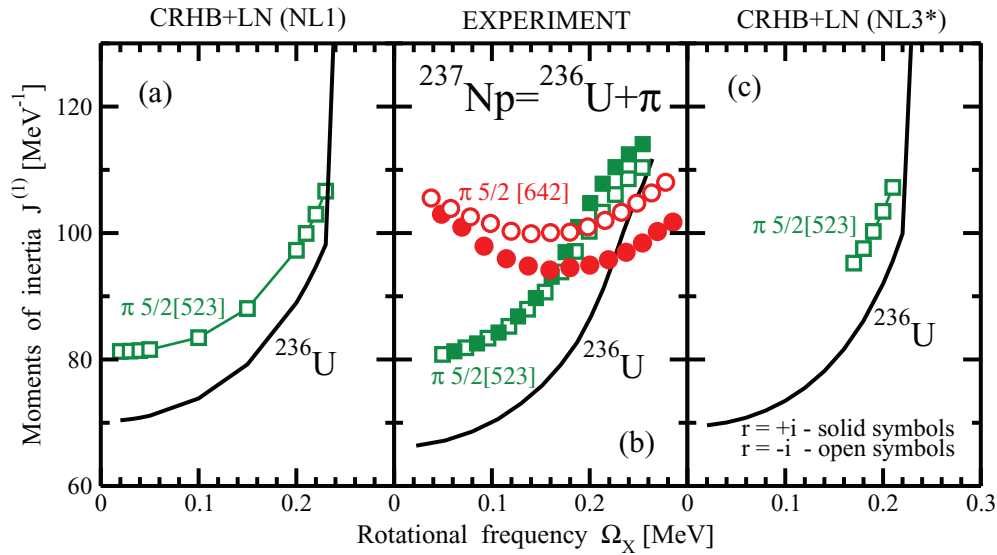 CRHB+LN (NL1) EXPERIMENT CRHB+LN (NL3*)
Moments of inertia J⁽¹⁾ [MeV⁻¹]
120
100
80
60
(a)
π 5/2[523]
²³⁶U
²³⁷Np=²³⁶U+π
π 5/2 [642]
π 5/2[523]
²³⁶U
(b)
(c)
π 5/2[523]
²³⁶U
r = +i - solid symbols
r = -i - open symbols
0 0.1 0.2 0 0.1 0.2 0 0.1 0.2 0.3
Rotational frequency Ωₓ [MeV]